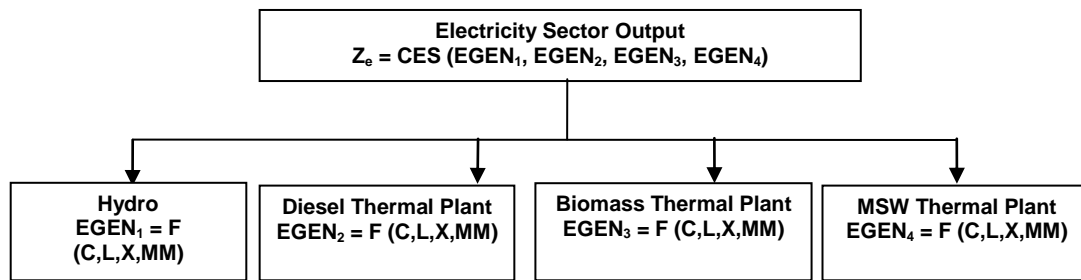 Electricity Sector Output
Zₑ = CES (EGEN₁, EGEN₂, EGEN₃, EGEN₄)
Hydro
EGEN₁ = F
(C,L,X,MM)
Diesel Thermal Plant
EGEN₂ = F (C,L,X,MM)
Biomass Thermal Plant
EGEN₃ = F (C,L,X,MM)
MSW Thermal Plant
EGEN₄ = F (C,L,X,MM)